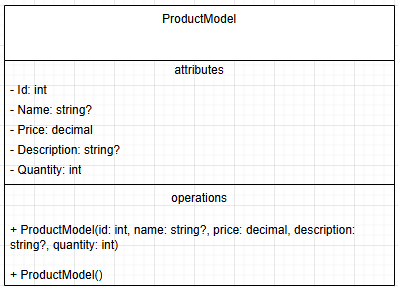 ProductModel
attributes
- Id: int
- Name: string?
- Price: decimal
- Description: string?
- Quantity: int
operations
+ ProductModel(id: int, name: string?, price: decimal, description:
string?, quantity: int)
+ ProductModel()